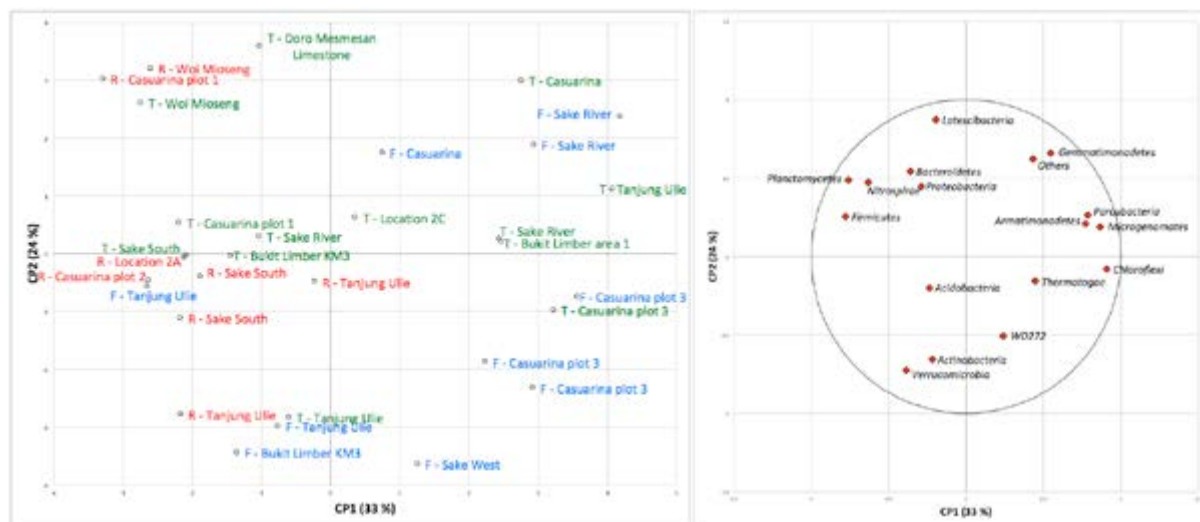 T - Doro Mesmesan
Limestone
R - Woi Mioseng
R - Casuarina plot 1
T - Casuarina
T - Woi Mioseng
F - Sake River
F - Casuarina
F - Sake River
Tanjung Ulie
T - Casuarina plot 1
T - Location 2C
T - Sake River
T - Sake River
T - Bukit Limber area 1
T - Sake South
R - Location 2A
T - Bukit Limber KM3
R - Casuarina plot 2
R - Sake South
R - Tanjung Ulie
F - Tanjung Ulie
F - Casuarina plot 3
T - Casuarina plot 3
R - Sake South
F - Casuarina plot 3
F - Casuarina plot 3
R - Tanjung Ulie
T - Tanjung Ulie
F - Tanjung Ulie
F - Bukit Limber KM3
F - Sake West
CP2 (24 %)
CP1 (33 %)
Latescibacteria
Gemmatimonadetes
Others
Bacteroidetes
Planctomycetes
Nitrospirae
Proteobacteria
Firmicutes
Parcubacteria
Armatimonadetes
Microgenomates
Chloroflexi
Thermotogae
Acidobacteria
WD272
Actinobacteria
Verrucomicrobia
CP2 (24 %)
CP1 (33 %)